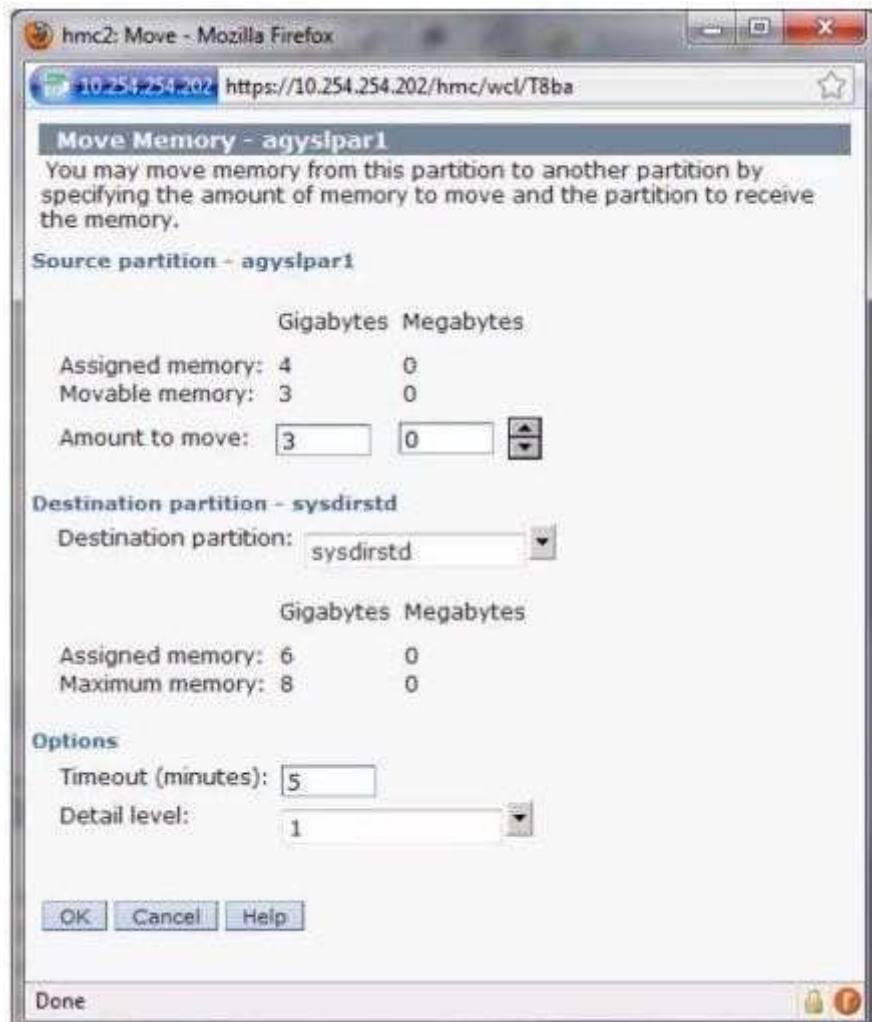 hmc2: Move - Mozilla Firefox
10.254.254.202 https://10.254.254.202/hmc/wcl/T8ba
Move Memory - agyslpar1
You may move memory from this partition to another partition by
specifying the amount of memory to move and the partition to receive
the memory.
Source partition - agyslpar1
Gigabytes Megabytes
Assigned memory: 4 0
Movable memory: 3 0
Amount to move: 3 0
Destination partition - sysdirstd
Destination partition: sysdirstd
Gigabytes Megabytes
Assigned memory: 6 0
Maximum memory: 8 0
Options
Timeout (minutes): 5
Detail level: 1
OK Cancel Help
Done